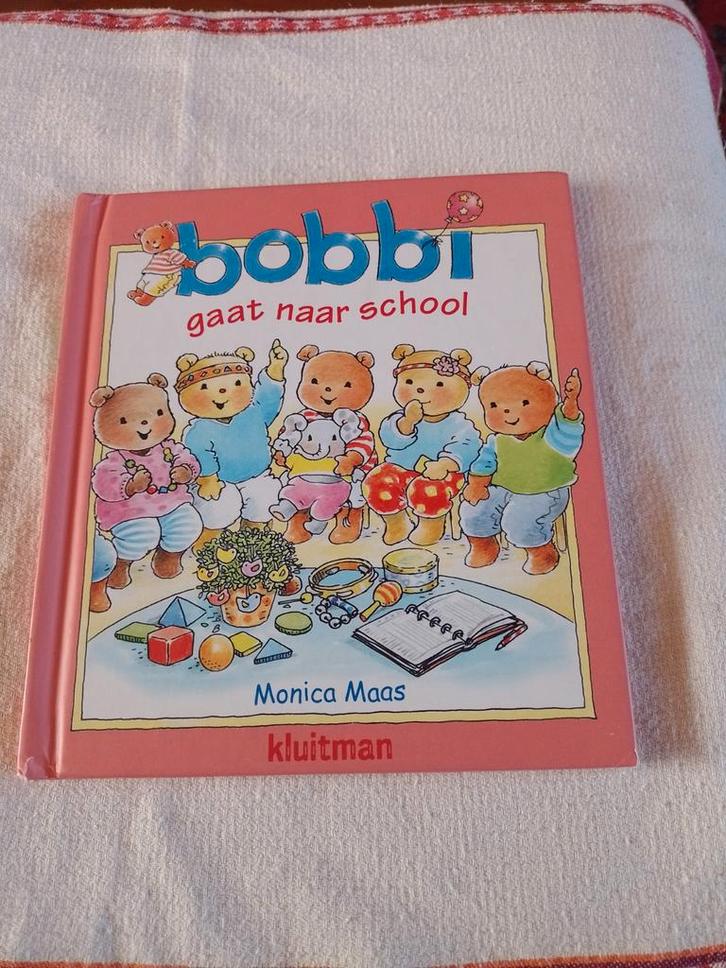 bobbi
gaat naar school
Monica Maas
kluitman